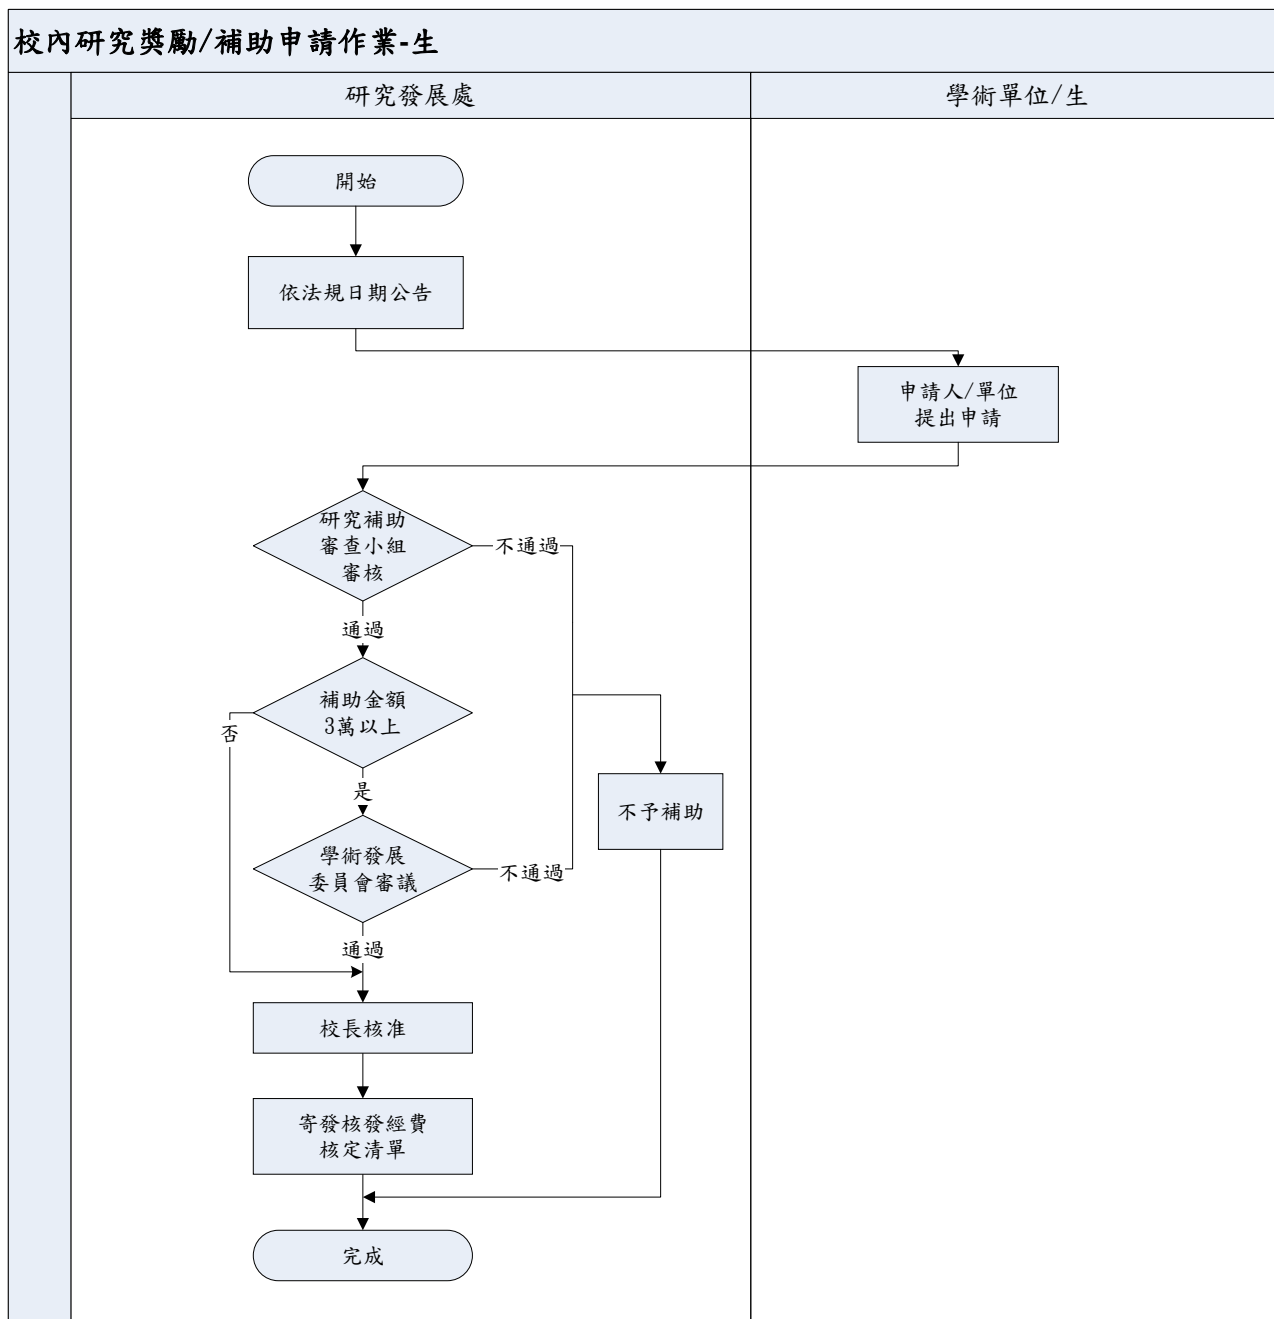 校內研究獎勵/補助申請作業-生
研究發展處
學術單位/生
開始
依法規日期公告
申請人/單位
提出申請
研究補助
審查小組
審核
不通過
通過
補助金額
3萬以上
否
是
不予補助
學術發展
委員會審議
不通過
通過
校長核准
寄發核發經費
核定清單
完成